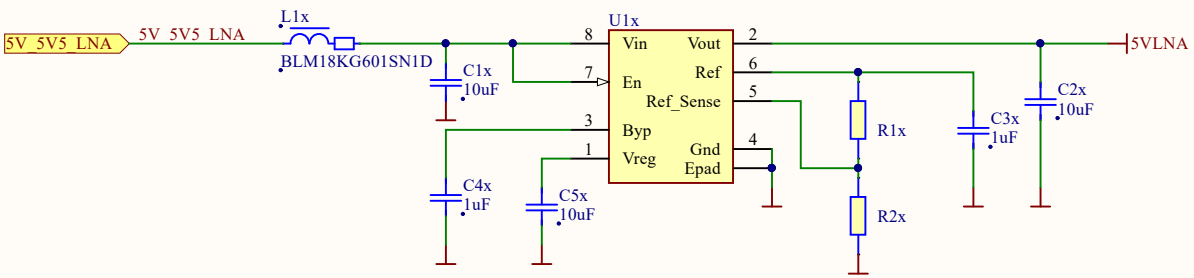 5V_5V5_LNA
5V_5V5_LNA
L1x
BLM18KG601SN1D
C1x
10uF
U1x
8
Vin
7
En
3
Byp
1
Vreg
Vout
2
Ref
6
Ref_Sense
5
Gnd
4
Epad
C4x
1uF
C5x
10uF
R1x
R2x
C3x
1uF
C2x
10uF
5VLNA